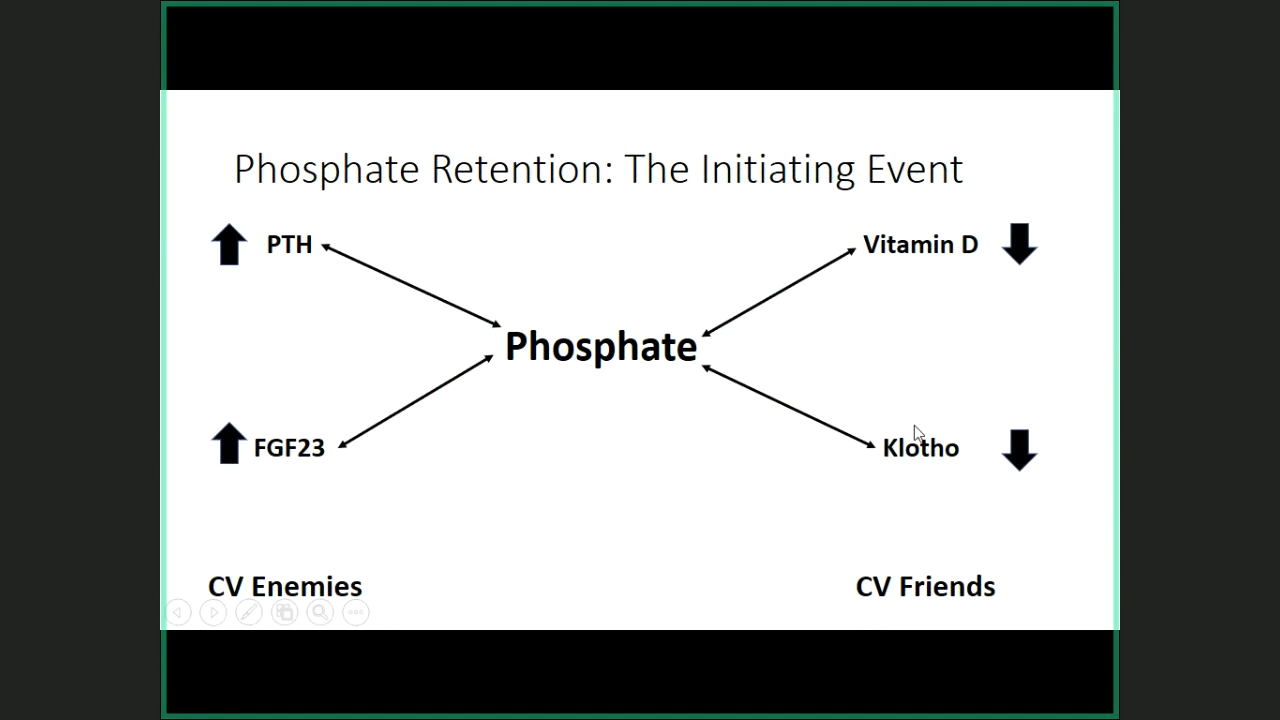 Phosphate Retention: The Initiating Event
PTH
Vitamin D
Phosphate
FGF23
Klotho
CV Enemies
CV Friends